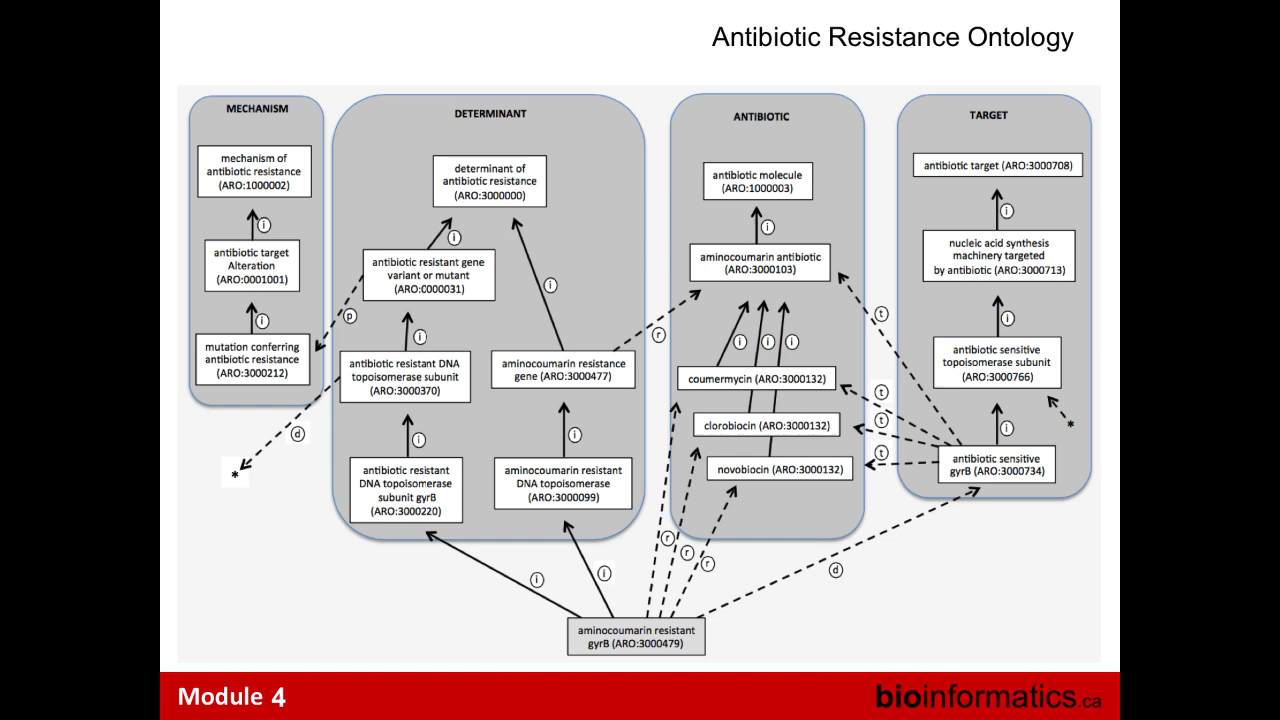 Antibiotic Resistance Ontology
MECHANISM
mechanism of
antibiotic resistance
(ARO:1000002)
i
antibiotic target
Alteration
(ARO:0001001)
i
mutation conferring
antibiotic resistance
(ARO:3000212)
DETERMINANT
determinant of
antibiotic resistance
(ARO:3000000)
i
antibiotic resistant gene
variant or mutant
(ARO:0000031)
i
p
i
antibiotic resistant DNA
topoisomerase subunit
(ARO:3000370)
aminocoumarin resistance
gene (ARO:3000477)
r
d
*
i
i
antibiotic resistant
DNA topoisomerase
subunit gyrB
(ARO:3000220)
aminocoumarin resistant
DNA topoisomerase
(ARO:3000099)
ANTIBIOTIC
antibiotic molecule
(ARO:1000003)
i
aminocoumarin antibiotic
(ARO:3000103)
i
i
i
coumermycin (ARO:3000132)
clorobiocin (ARO:3000132)
novobiocin (ARO:3000132)
t
t
t
t
TARGET
antibiotic target (ARO:3000708)
i
nucleic acid synthesis
machinery targeted
by antibiotic (ARO:3000713)
i
antibiotic sensitive
topoisomerase subunit
(ARO:3000766)
*
i
antibiotic sensitive
gyrB (ARO:3000734)
r
r
r
d
i
i
aminocoumarin resistant
gyrB (ARO:3000479)
Module 4
bioinformatics.ca